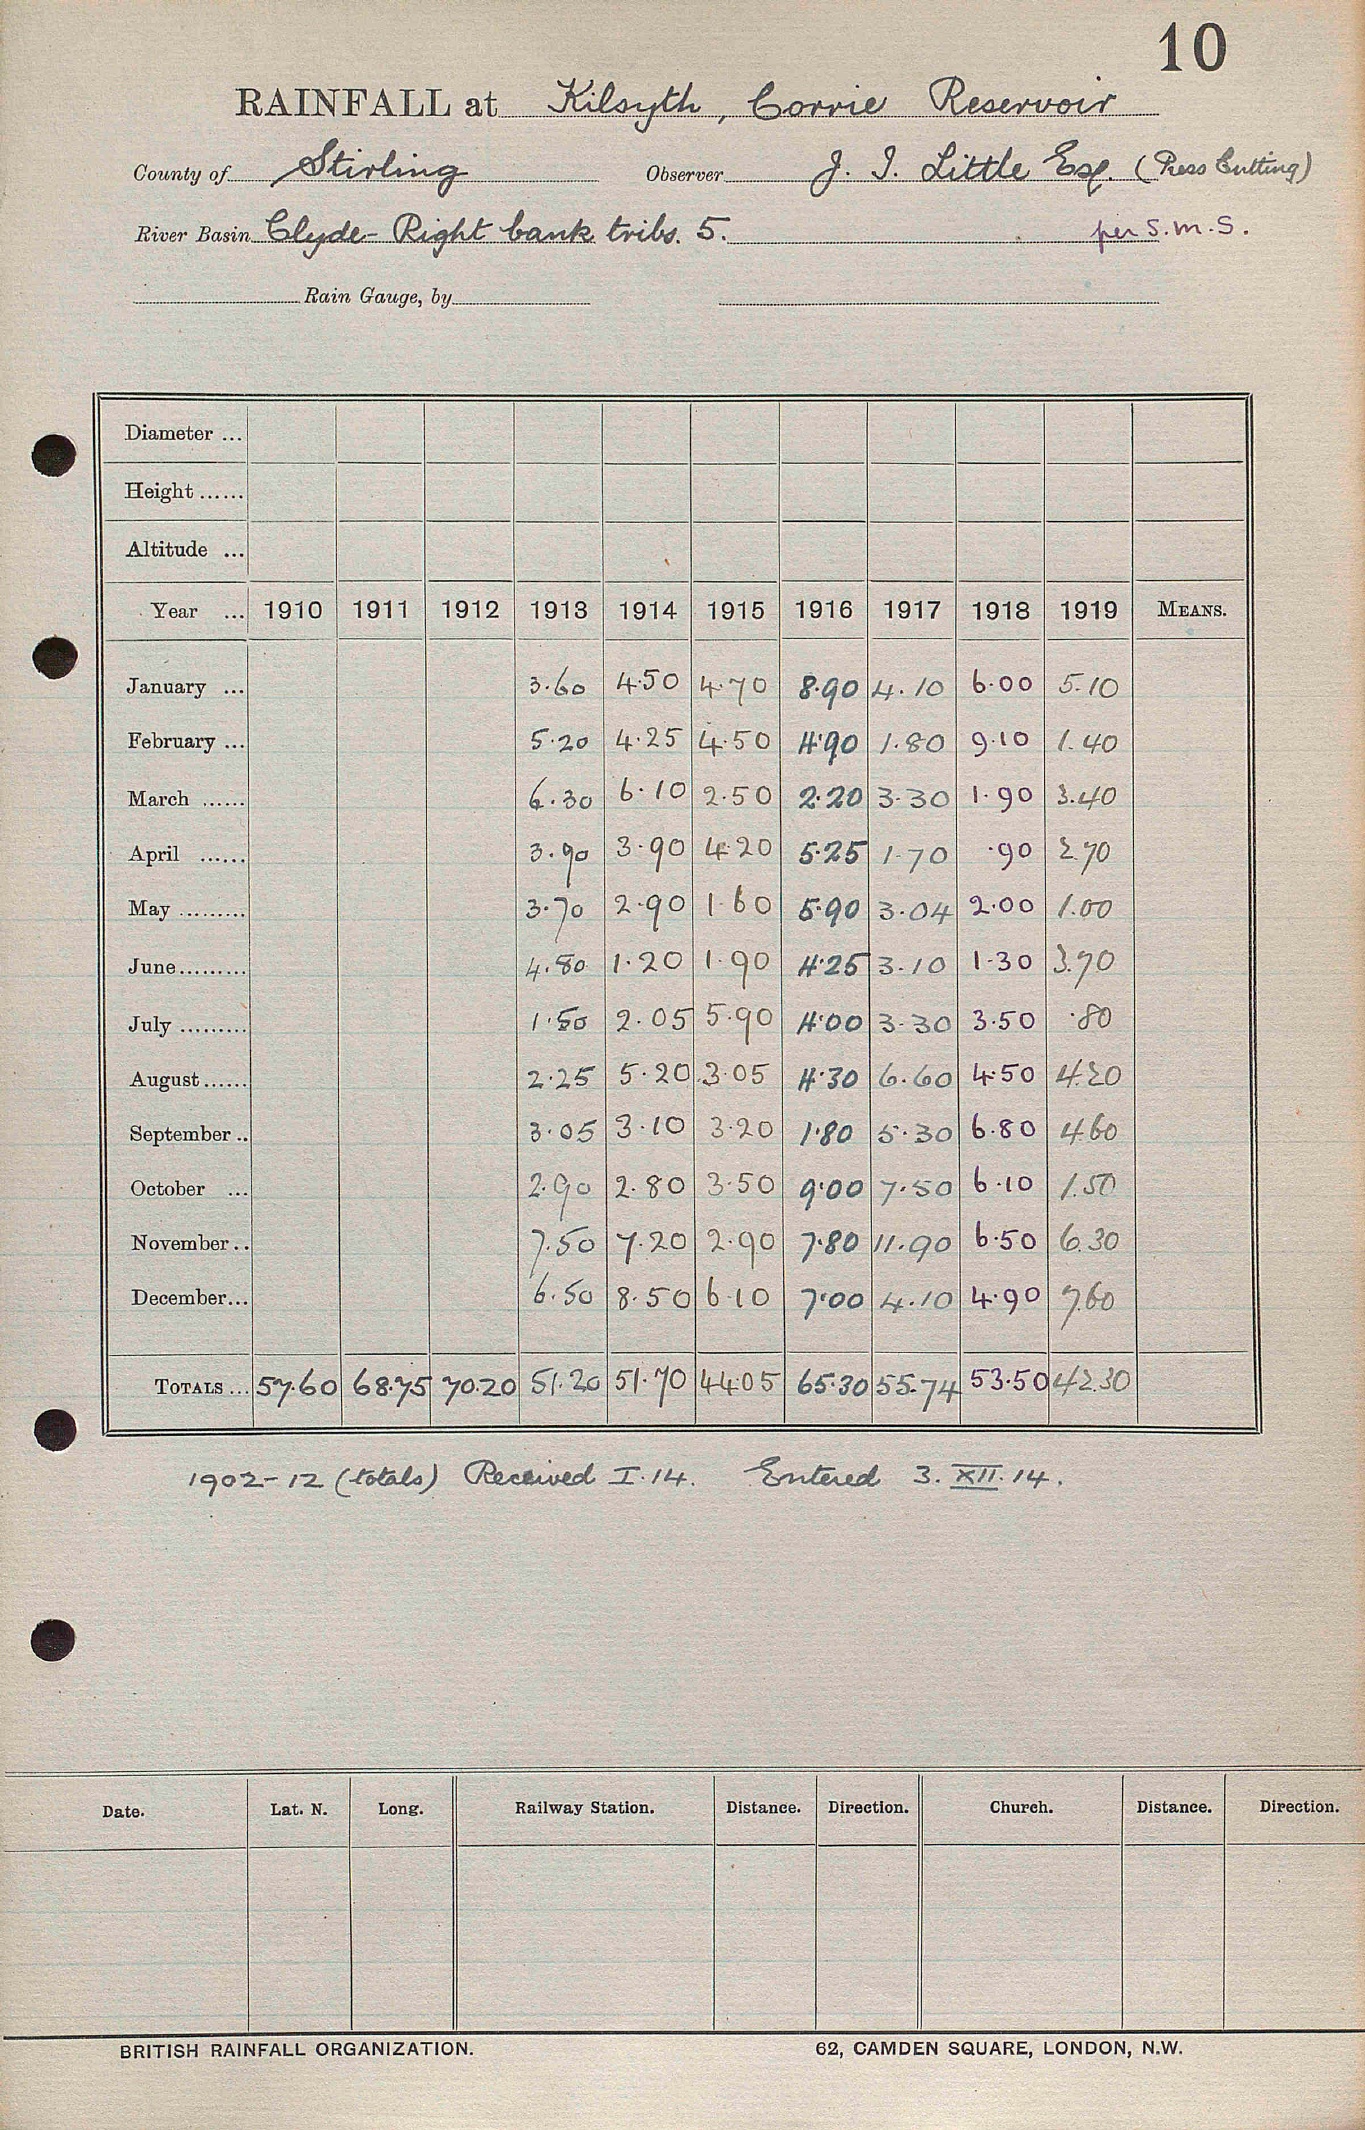 10
RAINFALL at Kilsyth, Corrie Reservoir
County of Stirling Observer J. I. Little Esq. (Press Cutting)
River Basin Clyde - Right bank tribs. 5. per S.M.S.
Rain Gauge, by
Diameter ...
Height ......
Altitude ...
Year ... 1910 1911 1912 1913 1914 1915 1916 1917 1918 1919 MEANS.
January ... 3.60 4.50 4.70 8.90 4.10 6.00 5.10
February ... 5.20 4.25 4.50 4.90 1.80 9.10 1.40
March ...... 6.30 6.10 2.50 2.20 3.30 1.90 3.40
April ...... 3.90 3.90 4.20 5.25 1.70 .90 2.70
May ......... 3.70 2.90 1.60 5.90 3.04 2.00 1.00
June......... 4.80 1.20 1.90 4.25 3.10 1.30 3.70
July ......... 1.50 2.05 5.90 4.00 3.30 3.50 .80
August...... 2.25 5.20 3.05 4.30 6.60 4.50 4.20
September .. 3.05 3.10 3.20 1.80 5.30 6.80 4.60
October ... 2.90 2.80 3.50 9.00 7.50 6.10 1.50
November .. 7.50 7.20 2.90 7.80 11.90 6.50 6.30
December... 6.50 8.50 6.10 7.00 4.10 4.90 7.60
TOTALS ... 57.60 68.75 70.20 51.20 51.70 44.05 65.30 55.74 53.50 42.30
1902-12 (totals) Received I.14. Entered 3.XII.14.
Date. Lat. N. Long. Railway Station. Distance. Direction. Church. Distance. Direction.
BRITISH RAINFALL ORGANIZATION. 62, CAMDEN SQUARE, LONDON, N.W.